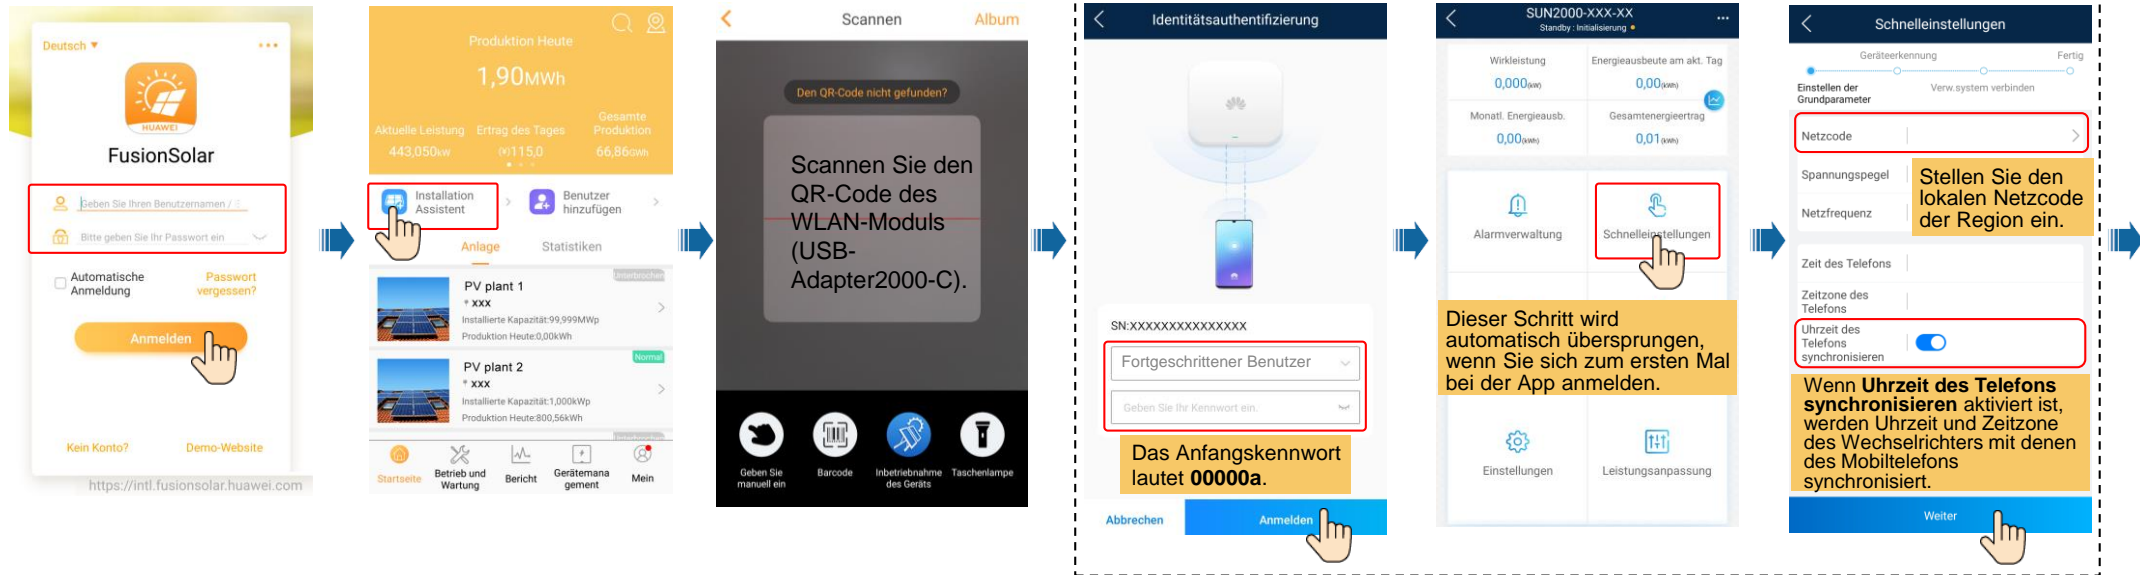 Deutsch
HUAWEI
FusionSolar
Geben Sie Ihren Benutzernamen /
Bitte geben Sie Ihr Passwort ein
Automatische
Anmeldung
Passwort
vergessen?
Anmelden
Kein Konto?
Demo-Website
https://intl.fusionsolar.huawei.com
Produktion Heute
1,90MWh
Aktuelle Leistung
443,050kW
Ertrag des Tages
(¥)115,0
Gesamte
Produktion
66,86GWh
Installation
Assistent
Benutzer
hinzufügen
Anlage
Statistiken
Unterbrochen
PV plant 1
xxx
Installierte Kapazität:99,999MWp
Produktion Heute:0,00kWh
Normal
PV plant 2
xxx
Installierte Kapazität:1,000kWp
Produktion Heute:800,56kWh
Startseite
Betrieb und
Wartung
Bericht
Gerätemana
gement
Mein
Scannen
Album
Den QR-Code nicht gefunden?
Scannen Sie den
QR-Code des
WLAN-Moduls
(USB-
Adapter2000-C).
Geben Sie
manuell ein
Barcode
Inbetriebnahme
des Geräts
Taschenlampe
Identitätsauthentifizierung
SN:XXXXXXXXXXXXXXX
Fortgeschrittener Benutzer
Geben Sie Ihr Kennwort ein.
Das Anfangskennwort
lautet 00000a.
Abbrechen
Anmelden
SUN2000-XXX-XX
Standby : Initialisierung
Wirkleistung
0,000(kW)
Energieausbeute am akt. Tag
0,00(kWh)
Monatl. Energieausb.
0,00(kWh)
Gesamtenergieertrag
0,01(kWh)
Alarmverwaltung
Schnelleinstellungen
Dieser Schritt wird
automatisch übersprungen,
wenn Sie sich zum ersten Mal
bei der App anmelden.
Einstellungen
Leistungsanpassung
Schnelleinstellungen
Geräteerkennung
Fertig
Einstellen der
Grundparameter
Verw.system verbinden
Netzcode
Spannungspegel
Netzfrequenz
Stellen Sie den
lokalen Netzcode
der Region ein.
Zeit des Telefons
Zeitzone des
Telefons
Uhrzeit des
Telefons
synchronisieren
Wenn Uhrzeit des Telefons
synchronisieren aktiviert ist,
werden Uhrzeit und Zeitzone
des Wechselrichters mit denen
des Mobiltelefons
synchronisiert.
Weiter